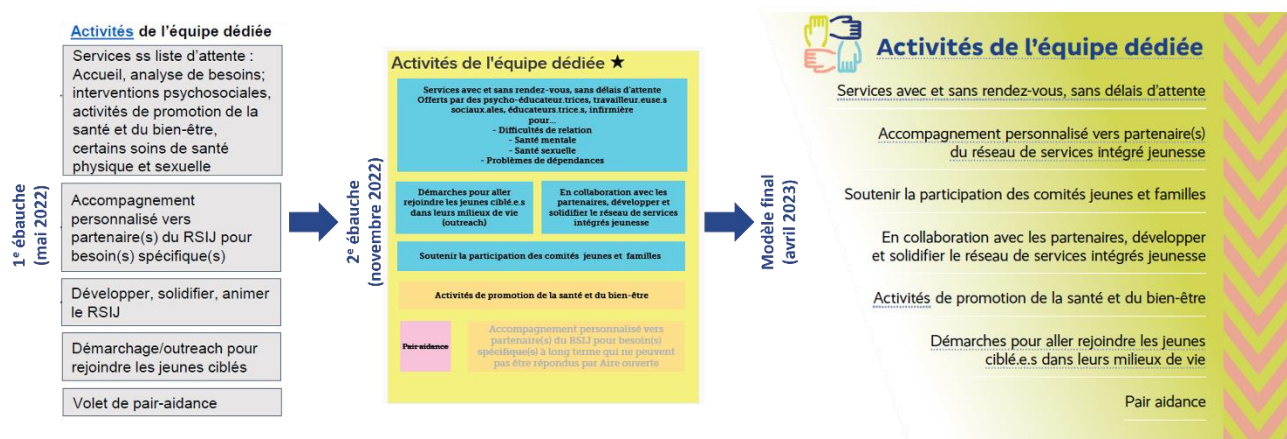 1e ébauche
(mai 2022)
Activités de l'équipe dédiée
Services ss liste d'attente :
Accueil, analyse de besoins;
interventions psychosociales,
activités de promotion de la
santé et du bien-être,
certains soins de santé
physique et sexuelle
Accompagnement
personnalisé vers
partenaire(s) du RSIJ pour
besoin(s) spécifique(s)
Développer, solidifier, animer
le RSIJ
Démarchage/outreach pour
rejoindre les jeunes ciblés
Volet de pair-aidance
2e ébauche
(novembre 2022)
Activités de l'équipe dédiée ★
Services avec et sans rendez-vous, sans délais d'attente
Offerts par des psycho-éducateur.trices, travailleur.euse.s
sociaux.ales, éducateurs.trice.s, infirmière
pour...
- Difficultés de relation
- Santé mentale
- Santé sexuelle
- Problèmes de dépendances
Démarches pour aller
rejoindre les jeunes ciblé.e.s
dans leurs milieux de vie
(outreach)
En collaboration avec les
partenaires, développer et
solidifier le réseau de services
intégrés jeunesse
Soutenir la participation des comités jeunes et familles
Activités de promotion de la santé et du bien-être
Pair-aidance
Accompagnement personnalisé vers
partenaire(s) du RSIJ pour besoin(s)
spécifique(s) à long terme qui ne peuvent
pas être répondus par Aire ouverte
Modèle final
(avril 2023)
Activités de l'équipe dédiée
Services avec et sans rendez-vous, sans délais d'attente
Accompagnement personnalisé vers partenaire(s)
du réseau de services intégré jeunesse
Soutenir la participation des comités jeunes et familles
En collaboration avec les partenaires, développer
et solidifier le réseau de services intégrés jeunesse
Activités de promotion de la santé et du bien-être
Démarches pour aller rejoindre les jeunes
ciblé.e.s dans leurs milieux de vie
Pair aidance